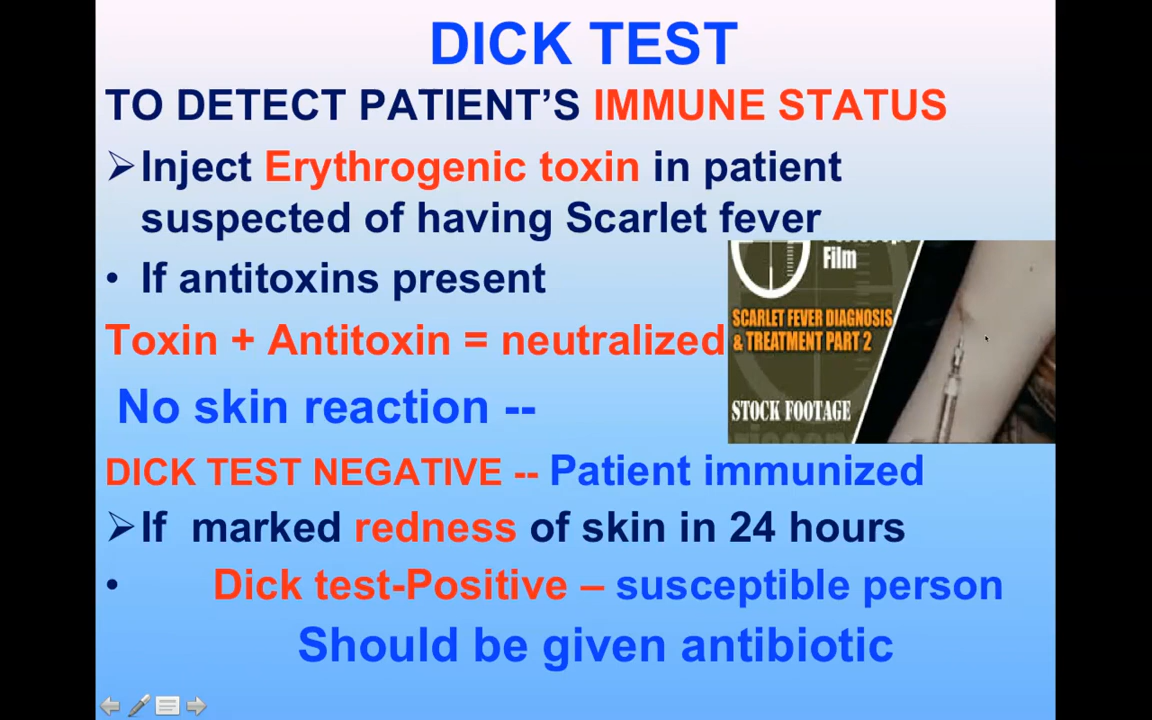 DICK TEST
TO DETECT PATIENT’S IMMUNE STATUS
➢Inject Erythrogenic toxin in patient
suspected of having Scarlet fever
• If antitoxins present
Toxin + Antitoxin = neutralized
No skin reaction --
DICK TEST NEGATIVE -- Patient immunized
➢If marked redness of skin in 24 hours
• Dick test-Positive – susceptible person
Should be given antibiotic
Film
SCARLET FEVER DIAGNOSIS
& TREATMENT PART 2
STOCK FOOTAGE